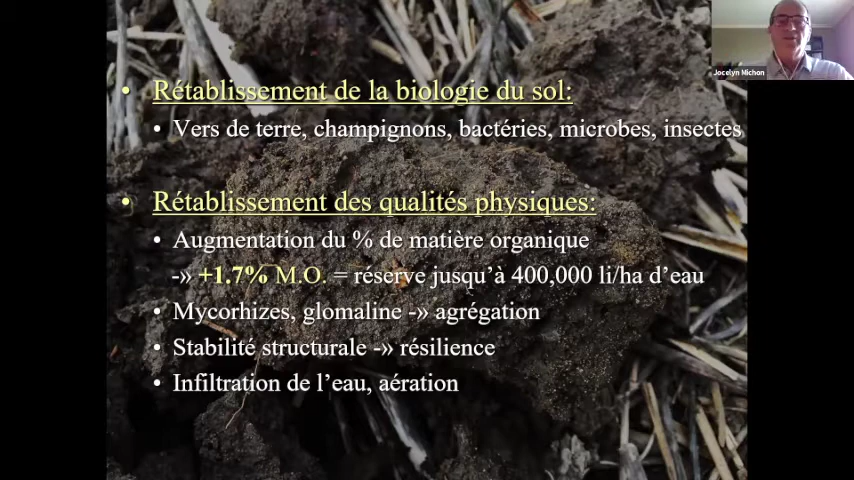 Jocelyn Michon
• Rétablissement de la biologie du sol:
• Vers de terre, champignons, bactéries, microbes, insectes
• Rétablissement des qualités physiques:
• Augmentation du % de matière organique
-» +1.7% M.O. = réserve jusqu'à 400,000 li/ha d'eau
• Mycorhizes, glomaline -» agrégation
• Stabilité structurale -» résilience
• Infiltration de l'eau, aération